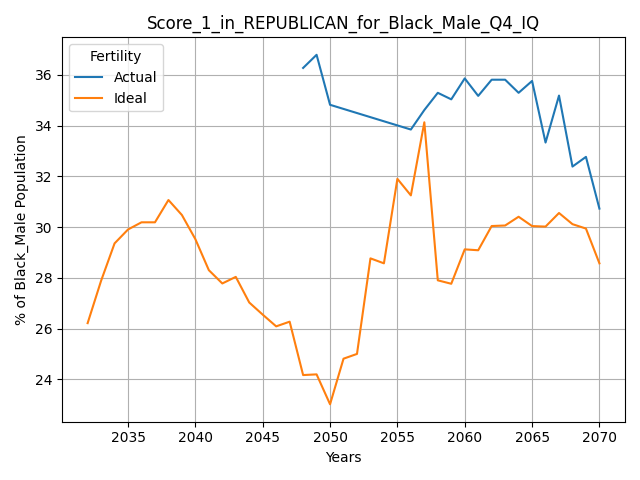 Score_1_in_REPUBLICAN_for_Black_Male_Q4_IQ
Fertility
Actual
Ideal
% of Black_Male Population
36
34
32
30
28
26
24
2035 2040 2045 2050 2055 2060 2065 2070
Years